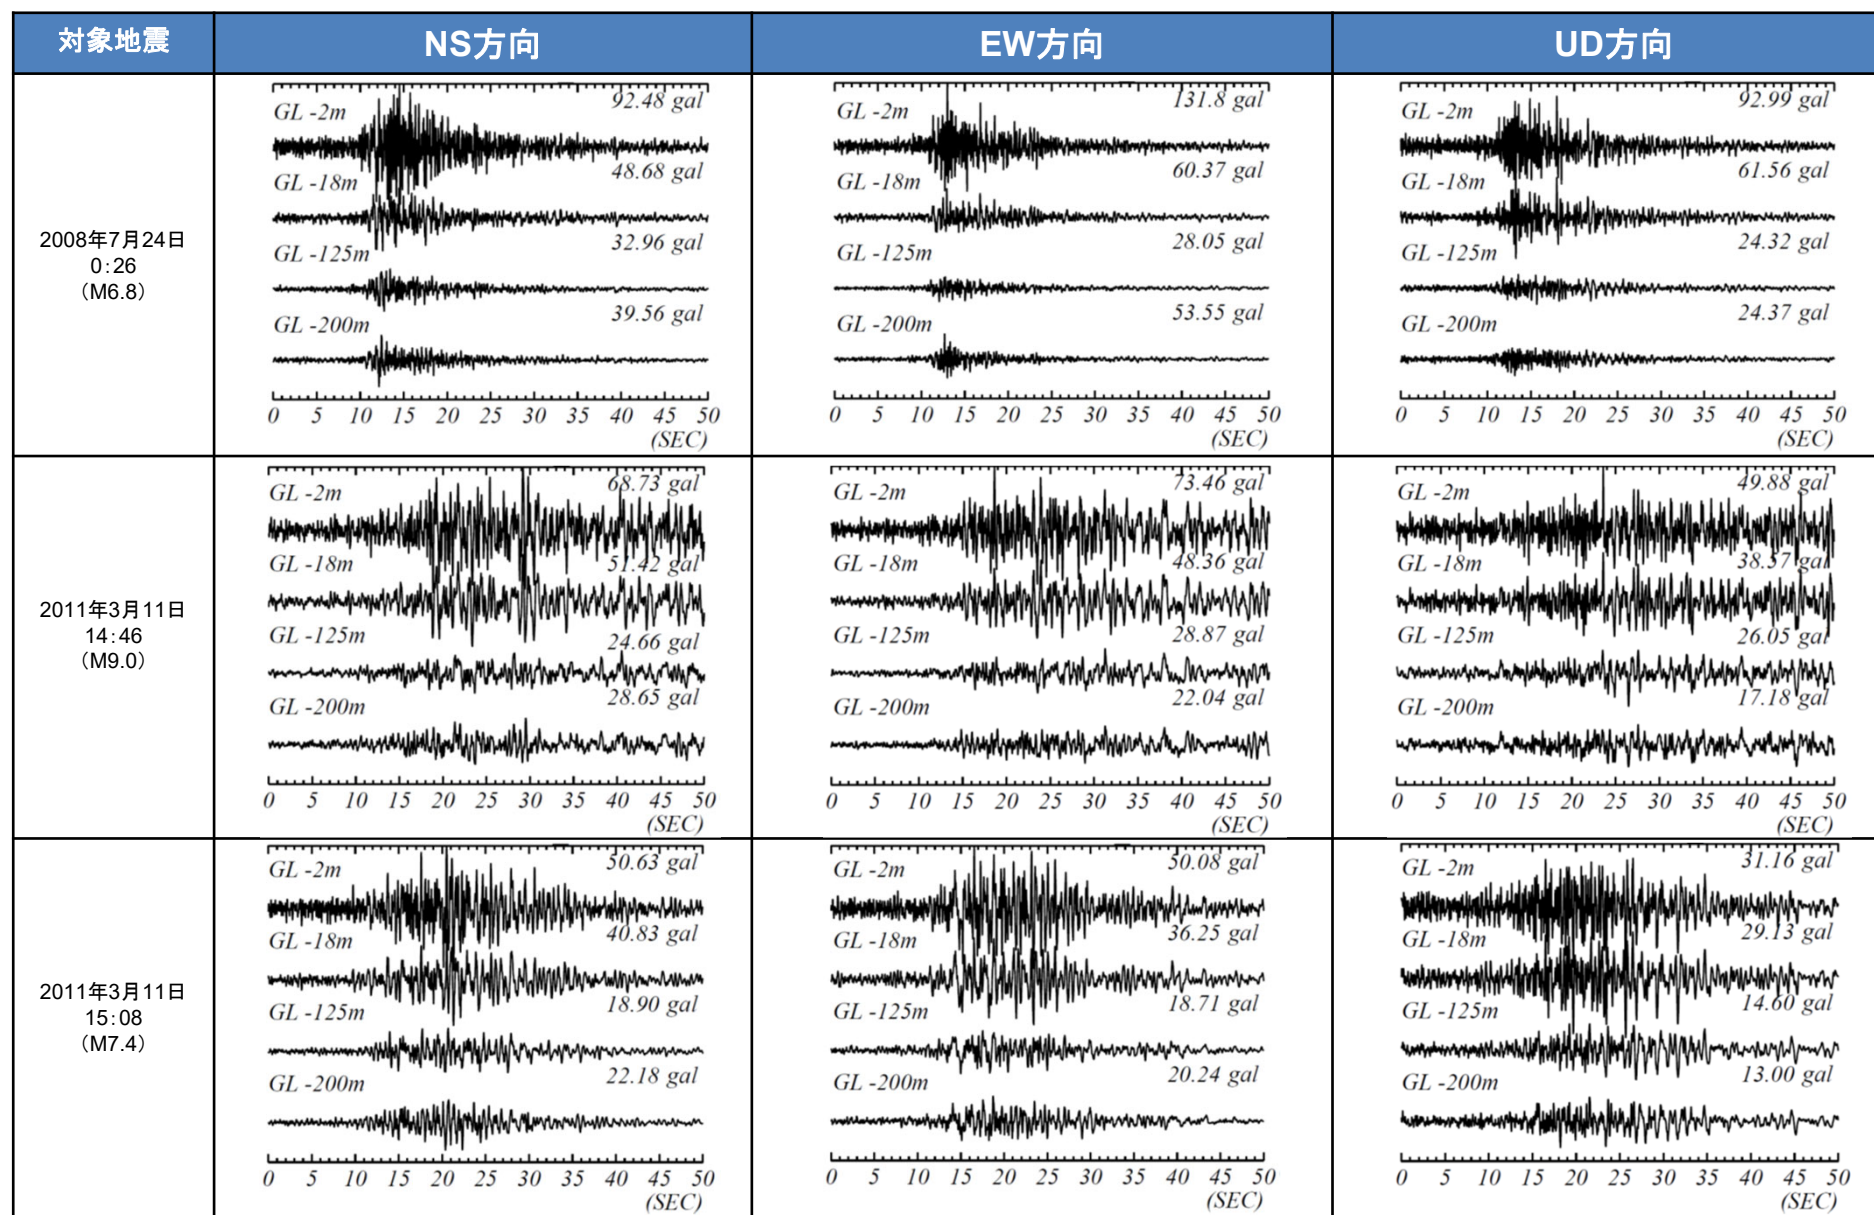 対象地震
NS方向
EW方向
UD方向
2008年7月24日
0:26
（M6.8）
GL -2m
92.48 gal
GL -18m
48.68 gal
GL -125m
32.96 gal
GL -200m
39.56 gal
0 5 10 15 20 25 30 35 40 45 50
(SEC)
GL -2m
131.8 gal
GL -18m
60.37 gal
GL -125m
28.05 gal
GL -200m
53.55 gal
0 5 10 15 20 25 30 35 40 45 50
(SEC)
GL -2m
92.99 gal
GL -18m
61.56 gal
GL -125m
24.32 gal
GL -200m
24.37 gal
0 5 10 15 20 25 30 35 40 45 50
(SEC)
2011年3月11日
14:46
（M9.0）
GL -2m
68.73 gal
GL -18m
51.42 gal
GL -125m
24.66 gal
GL -200m
28.65 gal
0 5 10 15 20 25 30 35 40 45 50
(SEC)
GL -2m
73.46 gal
GL -18m
48.36 gal
GL -125m
28.87 gal
GL -200m
22.04 gal
0 5 10 15 20 25 30 35 40 45 50
(SEC)
GL -2m
49.88 gal
GL -18m
38.57 gal
GL -125m
26.05 gal
GL -200m
17.18 gal
0 5 10 15 20 25 30 35 40 45 50
(SEC)
2011年3月11日
15:08
（M7.4）
GL -2m
50.63 gal
GL -18m
40.83 gal
GL -125m
18.90 gal
GL -200m
22.18 gal
0 5 10 15 20 25 30 35 40 45 50
(SEC)
GL -2m
50.08 gal
GL -18m
36.25 gal
GL -125m
18.71 gal
GL -200m
20.24 gal
0 5 10 15 20 25 30 35 40 45 50
(SEC)
GL -2m
31.16 gal
GL -18m
29.13 gal
GL -125m
14.60 gal
GL -200m
13.00 gal
0 5 10 15 20 25 30 35 40 45 50
(SEC)